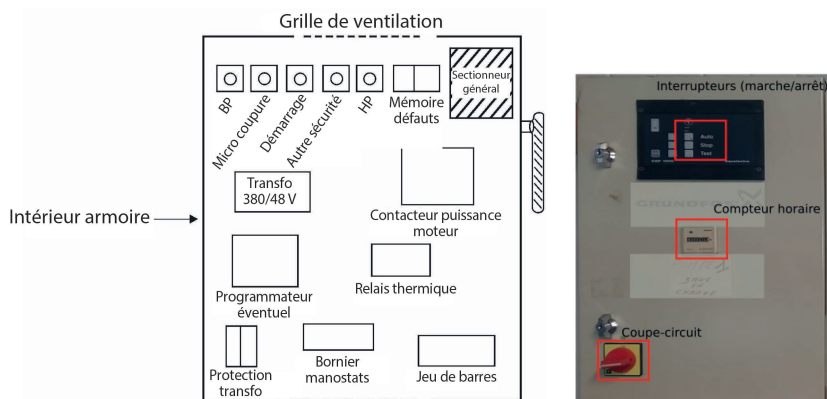 Grille de ventilation
Sectionneur
général
BP
Micro coupure
Démarrage
Autre sécurité
HP
Mémoire
défauts
Transfo
380/48 V
Contacteur puissance
moteur
Intérieur armoire
Programmateur
éventuel
Relais thermique
Protection
transfo
Bornier
manostats
Jeu de barres
Interrupteurs (marche/arrêt)
Auto
Stop
Test
GRUNDFOS
Compteur horaire
Coupe-circuit